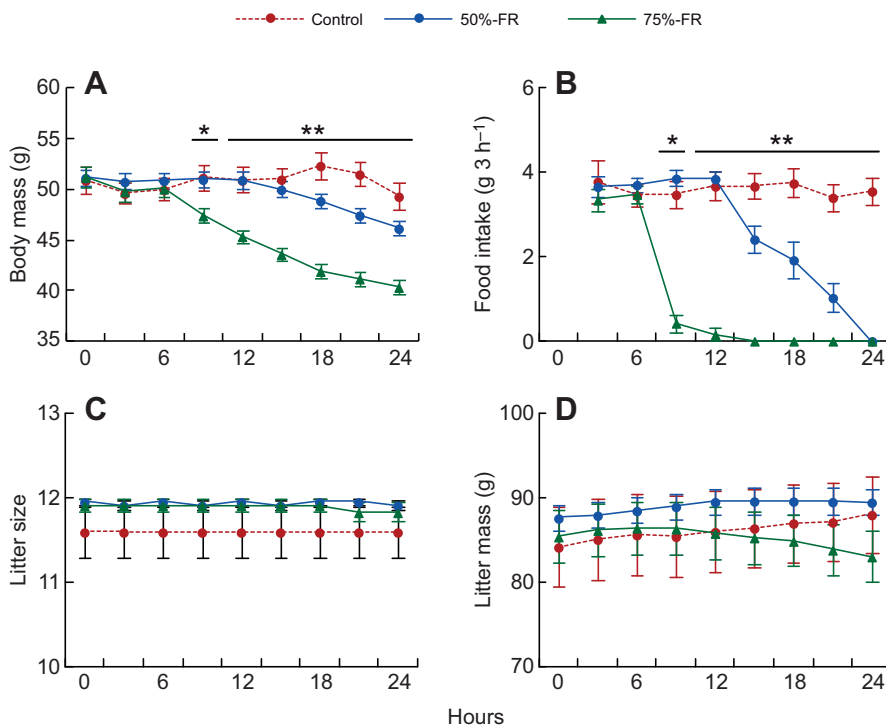 Control 50%-FR 75%-FR
A
Body mass (g)
60
55
50
45
40
35
* **
0 6 12 18 24
B
Food intake (g 3 h⁻¹)
6
4
2
0
* **
0 6 12 18 24
C
Litter size
13
12
11
10
0 6 12 18 24
D
Litter mass (g)
100
90
80
70
0 6 12 18 24
Hours